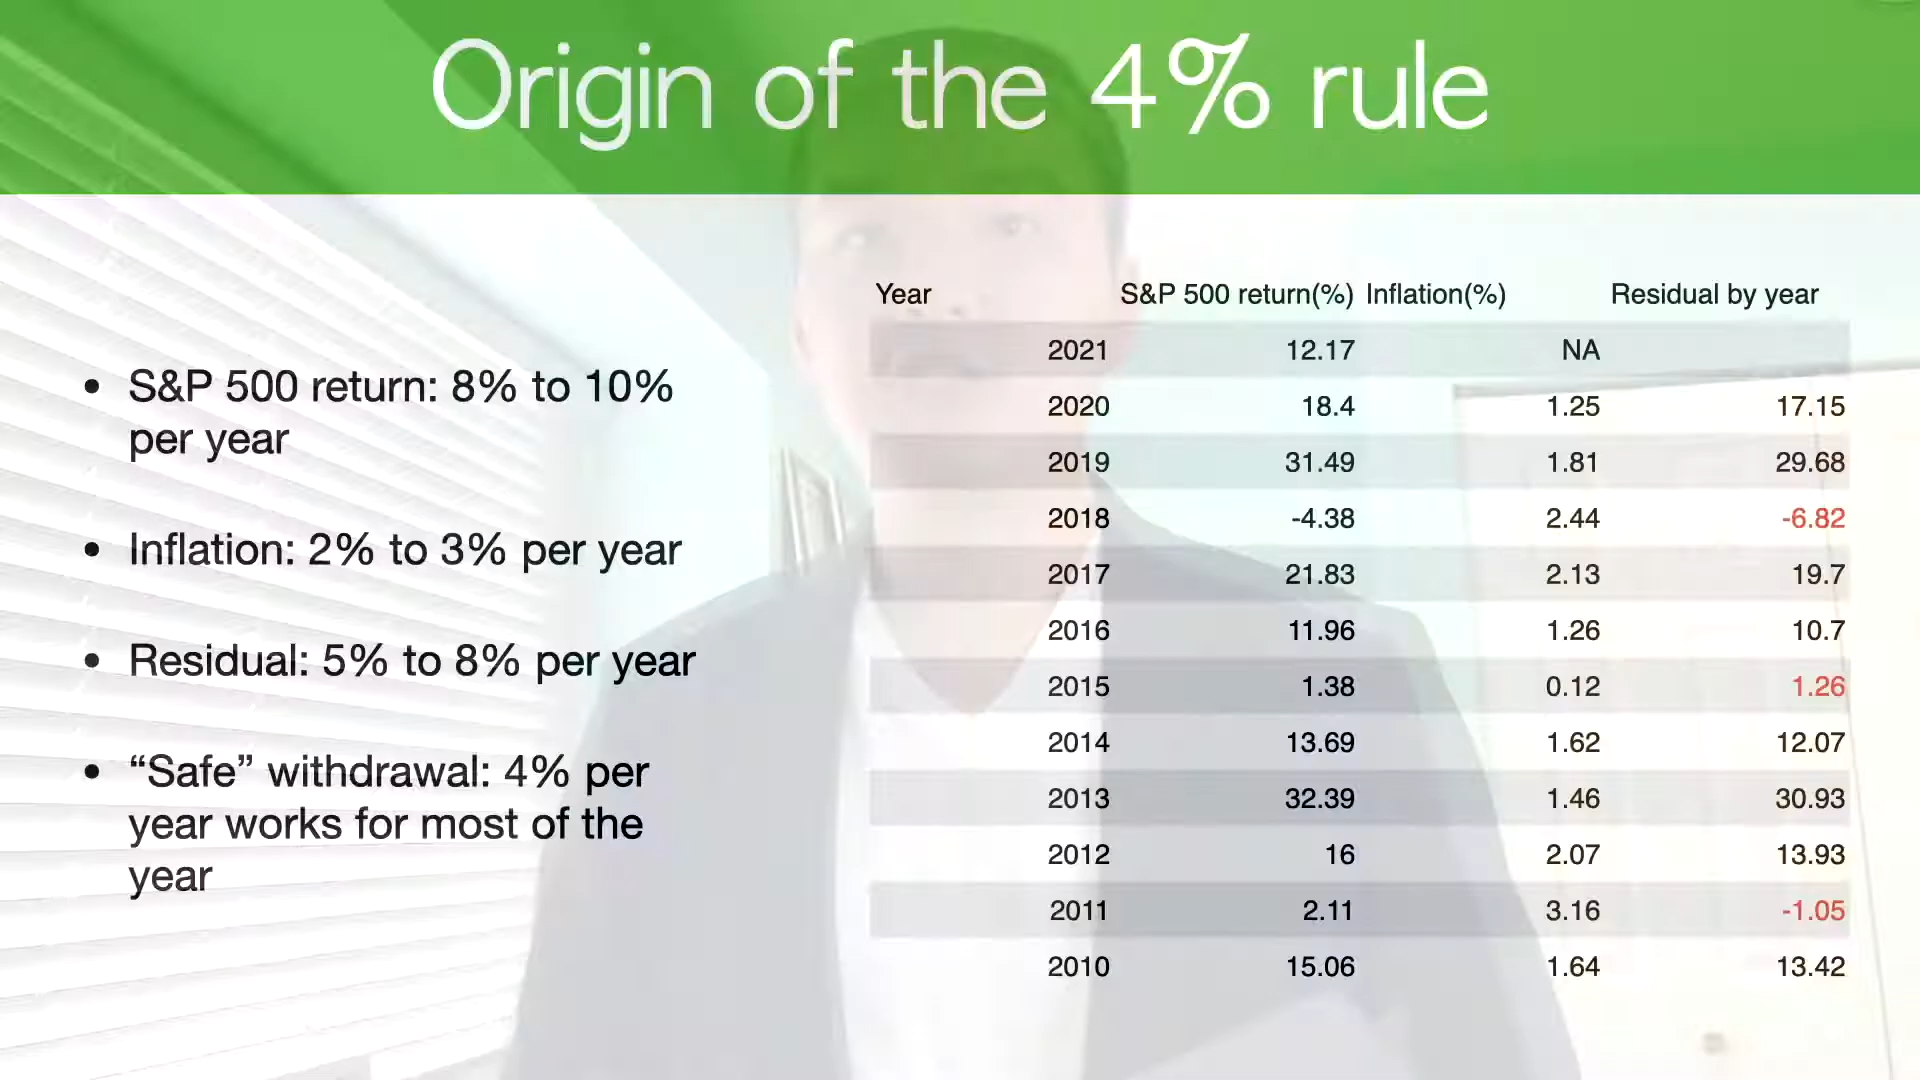 Origin of the 4% rule
• S&P 500 return: 8% to 10%
per year
• Inflation: 2% to 3% per year
• Residual: 5% to 8% per year
• “Safe” withdrawal: 4% per
year works for most of the
year
Year S&P 500 return(%) Inflation(%) Residual by year
2021 12.17 NA
2020 18.4 1.25 17.15
2019 31.49 1.81 29.68
2018 -4.38 2.44 -6.82
2017 21.83 2.13 19.7
2016 11.96 1.26 10.7
2015 1.38 0.12 1.26
2014 13.69 1.62 12.07
2013 32.39 1.46 30.93
2012 16 2.07 13.93
2011 2.11 3.16 -1.05
2010 15.06 1.64 13.42